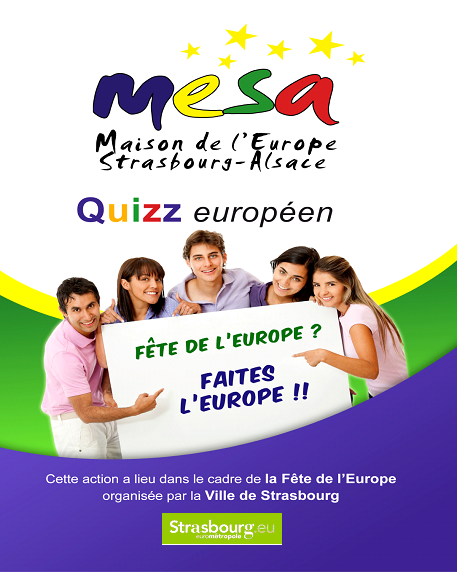 mesa
Maison de l'Europe
Strasbourg-Alsace
Quizz européen
FÊTE DE L'EUROPE ?
FAITES
L'EUROPE !!
Cette action a lieu dans le cadre de la Fête de l'Europe
organisée par la Ville de Strasbourg
Strasbourg.eu
eurométropole